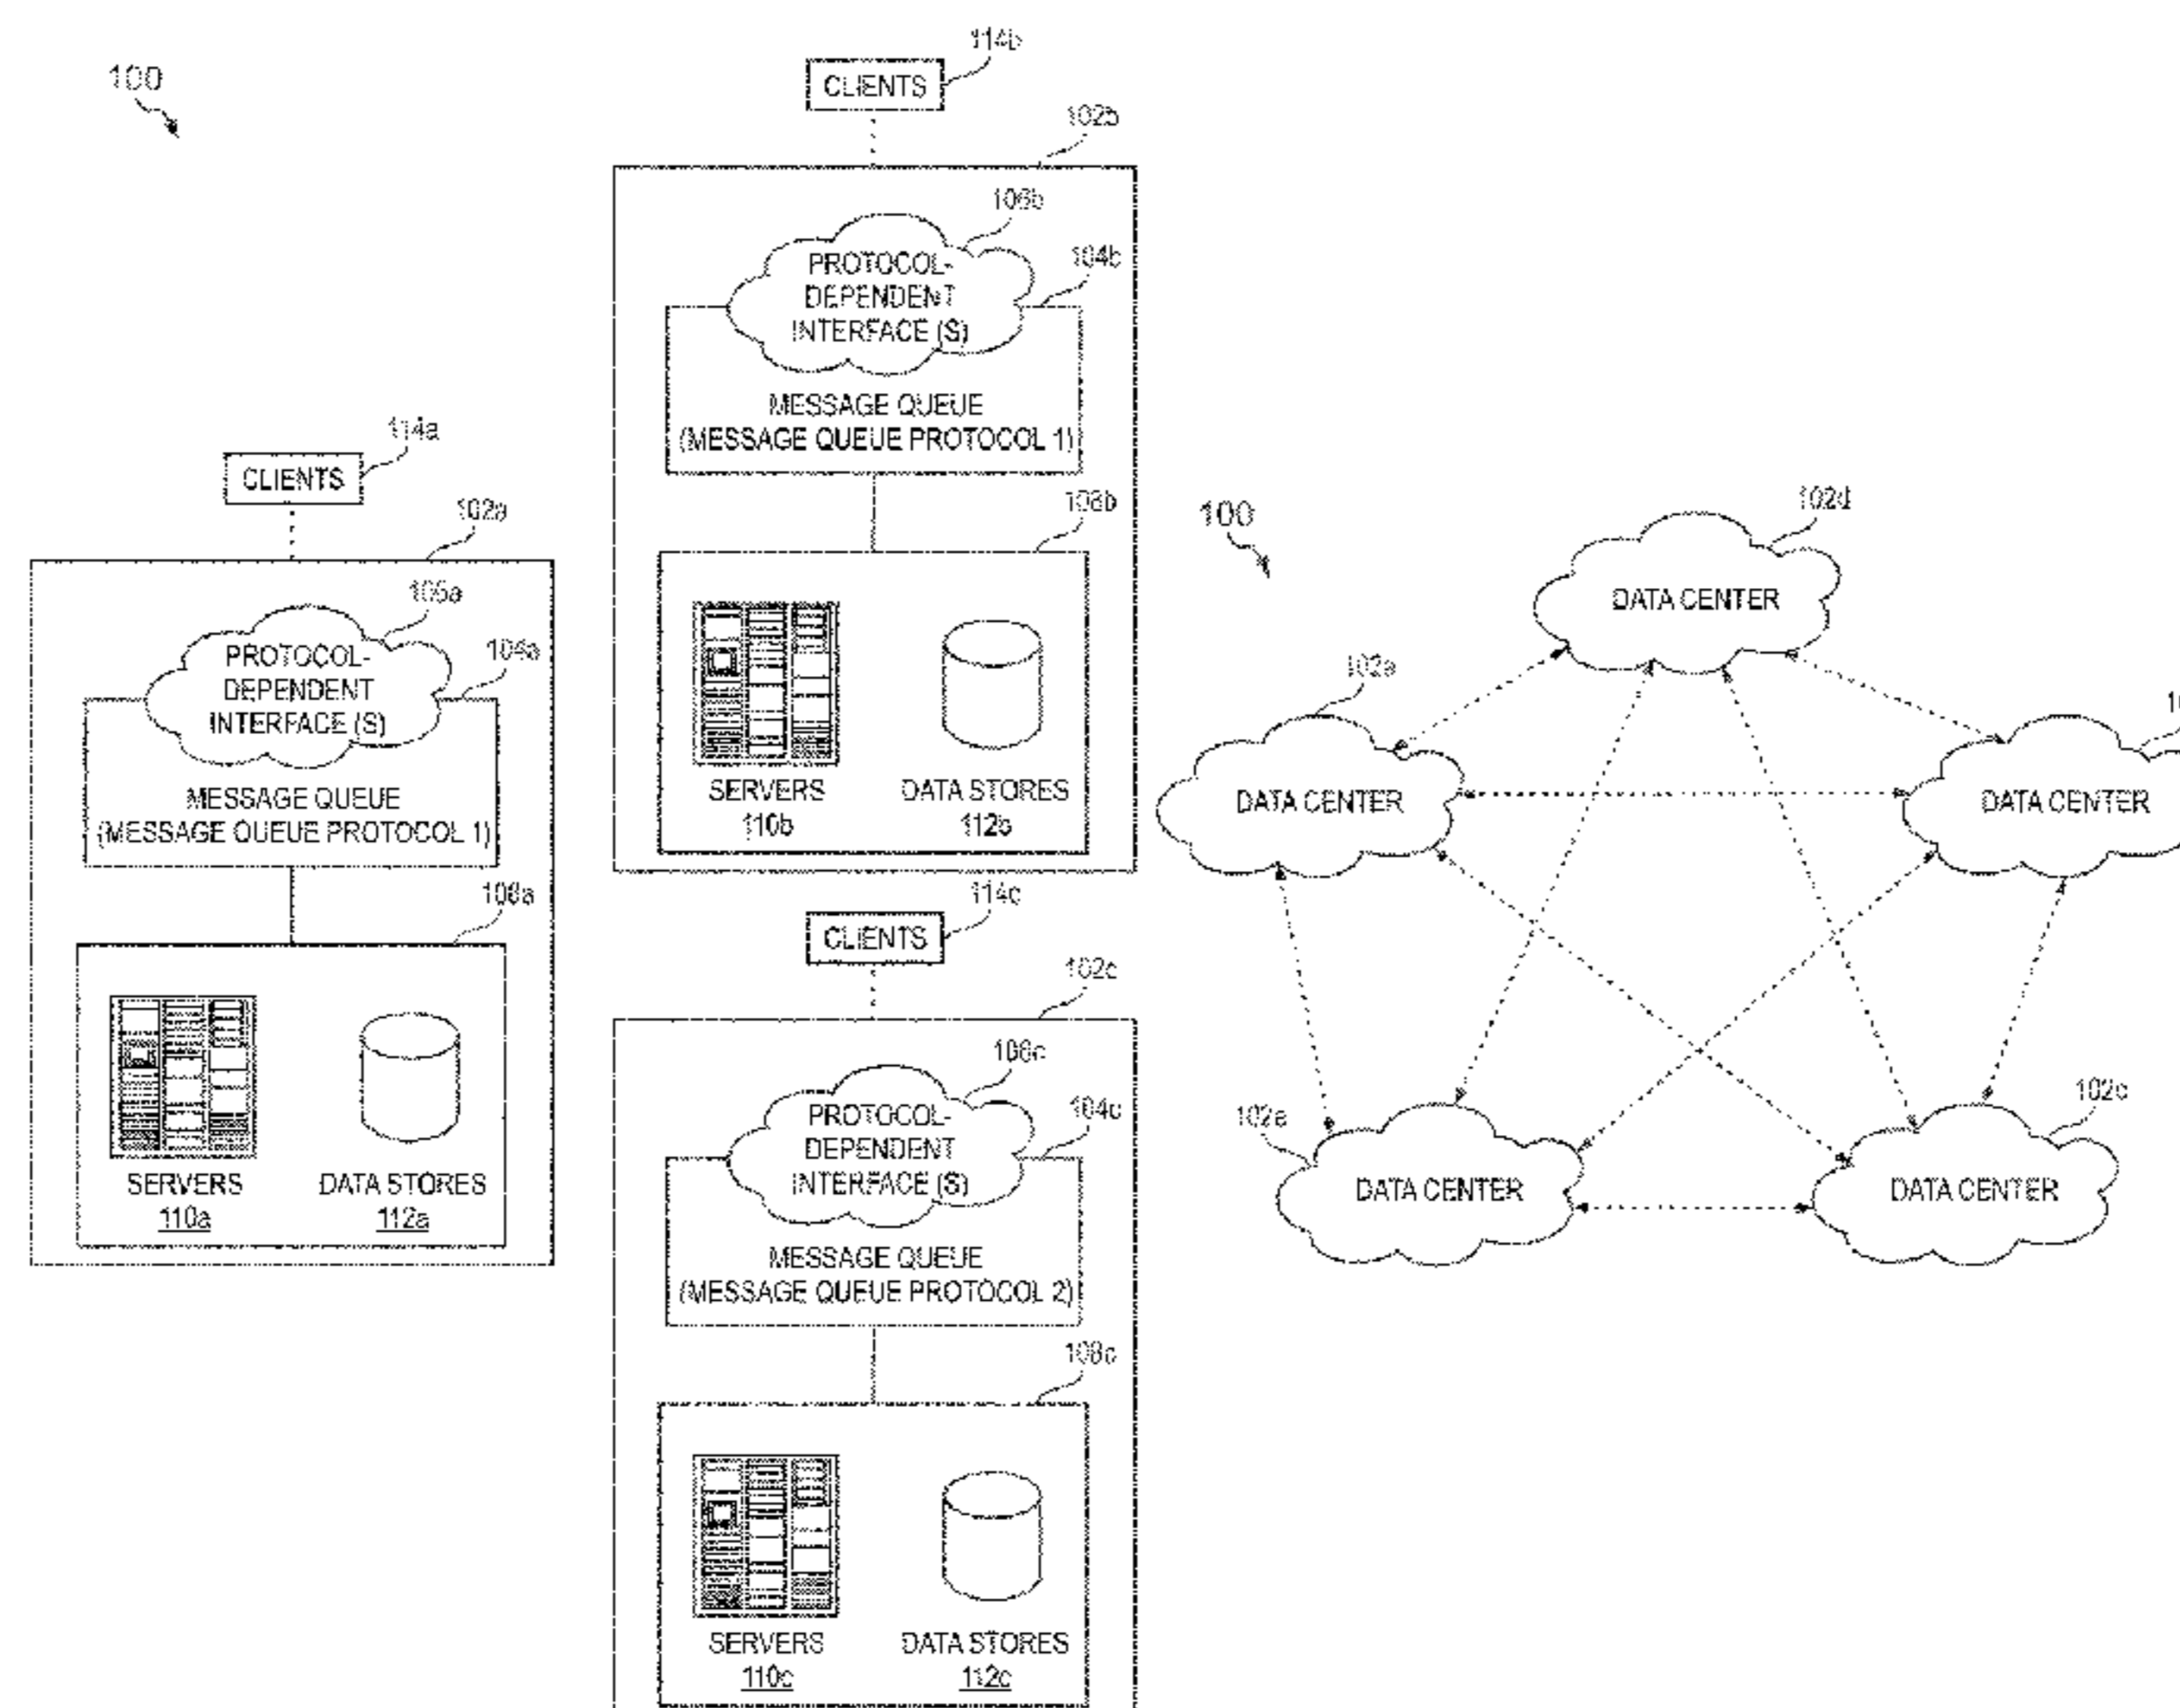 100
114a
CLIENTS
102a
106a
PROTOCOL-
DEPENDENT
INTERFACE (S)
104a
MESSAGE QUEUE
(MESSAGE QUEUE PROTOCOL 1)
108a
SERVERS
110a
DATA STORES
112a
114b
CLIENTS
102b
106b
PROTOCOL-
DEPENDENT
INTERFACE (S)
104b
MESSAGE QUEUE
(MESSAGE QUEUE PROTOCOL 1)
108b
SERVERS
110b
DATA STORES
112b
114c
CLIENTS
102c
106c
PROTOCOL-
DEPENDENT
INTERFACE (S)
104c
MESSAGE QUEUE
(MESSAGE QUEUE PROTOCOL 2)
108c
SERVERS
110c
DATA STORES
112c
100
102d
DATA CENTER
DATA CENTER
DATA CENTER
DATA CENTER
102c
DATA CENTER